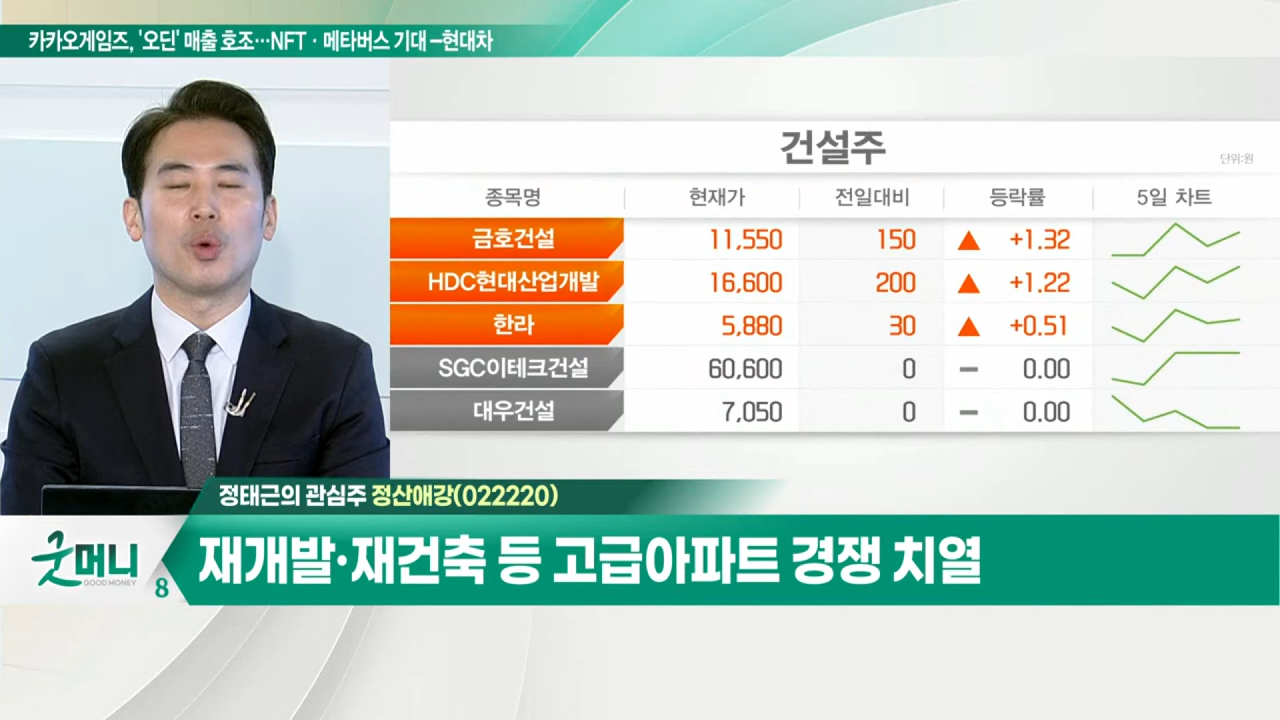 카카오게임즈, '오딘' 매출 호조…NFT·메타버스 기대 –현대차
건설주
단위:원
종목명 현재가 전일대비 등락률 5일 차트
금호건설 11,550 150 ▲ +1.32
HDC현대산업개발 16,600 200 ▲ +1.22
한라 5,880 30 ▲ +0.51
SGC이테크건설 60,600 0 – 0.00
대우건설 7,050 0 – 0.00
정태근의 관심주 정산애강(022220)
굿머니
GOOD MONEY
8
재개발·재건축 등 고급아파트 경쟁 치열